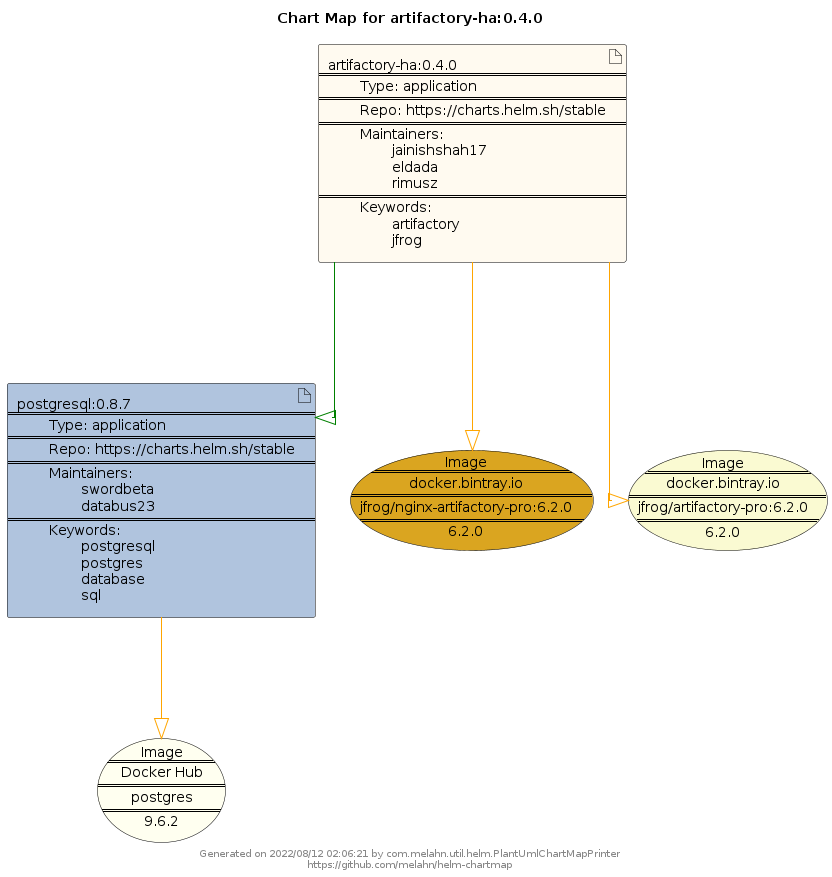 Chart Map for artifactory-ha:0.4.0
artifactory-ha:0.4.0
Type: application
Repo: https://charts.helm.sh/stable
Maintainers:
jainishshah17
eldada
rimusz
Keywords:
artifactory
jfrog
postgresql:0.8.7
Type: application
Repo: https://charts.helm.sh/stable
Maintainers:
swordbeta
databus23
Keywords:
postgresql
postgres
database
sql
Image
docker.bintray.io
jfrog/nginx-artifactory-pro:6.2.0
6.2.0
Image
docker.bintray.io
jfrog/artifactory-pro:6.2.0
6.2.0
Image
Docker Hub
postgres
9.6.2
Generated on 2022/08/12 02:06:21 by com.melahn.util.helm.PlantUmlChartMapPrinter
https://github.com/melahn/helm-chartmap